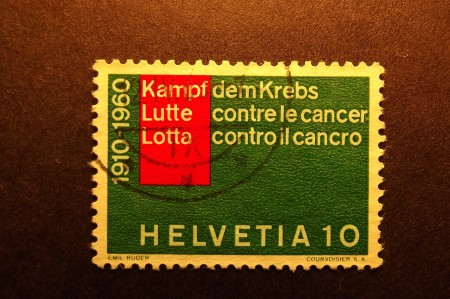 1910-1960
Kampf dem Krebs
Lutte contre le cancer
Lotta contro il cancro
HELVETIA 10
EMIL RUDER COURVOISIER S.A.